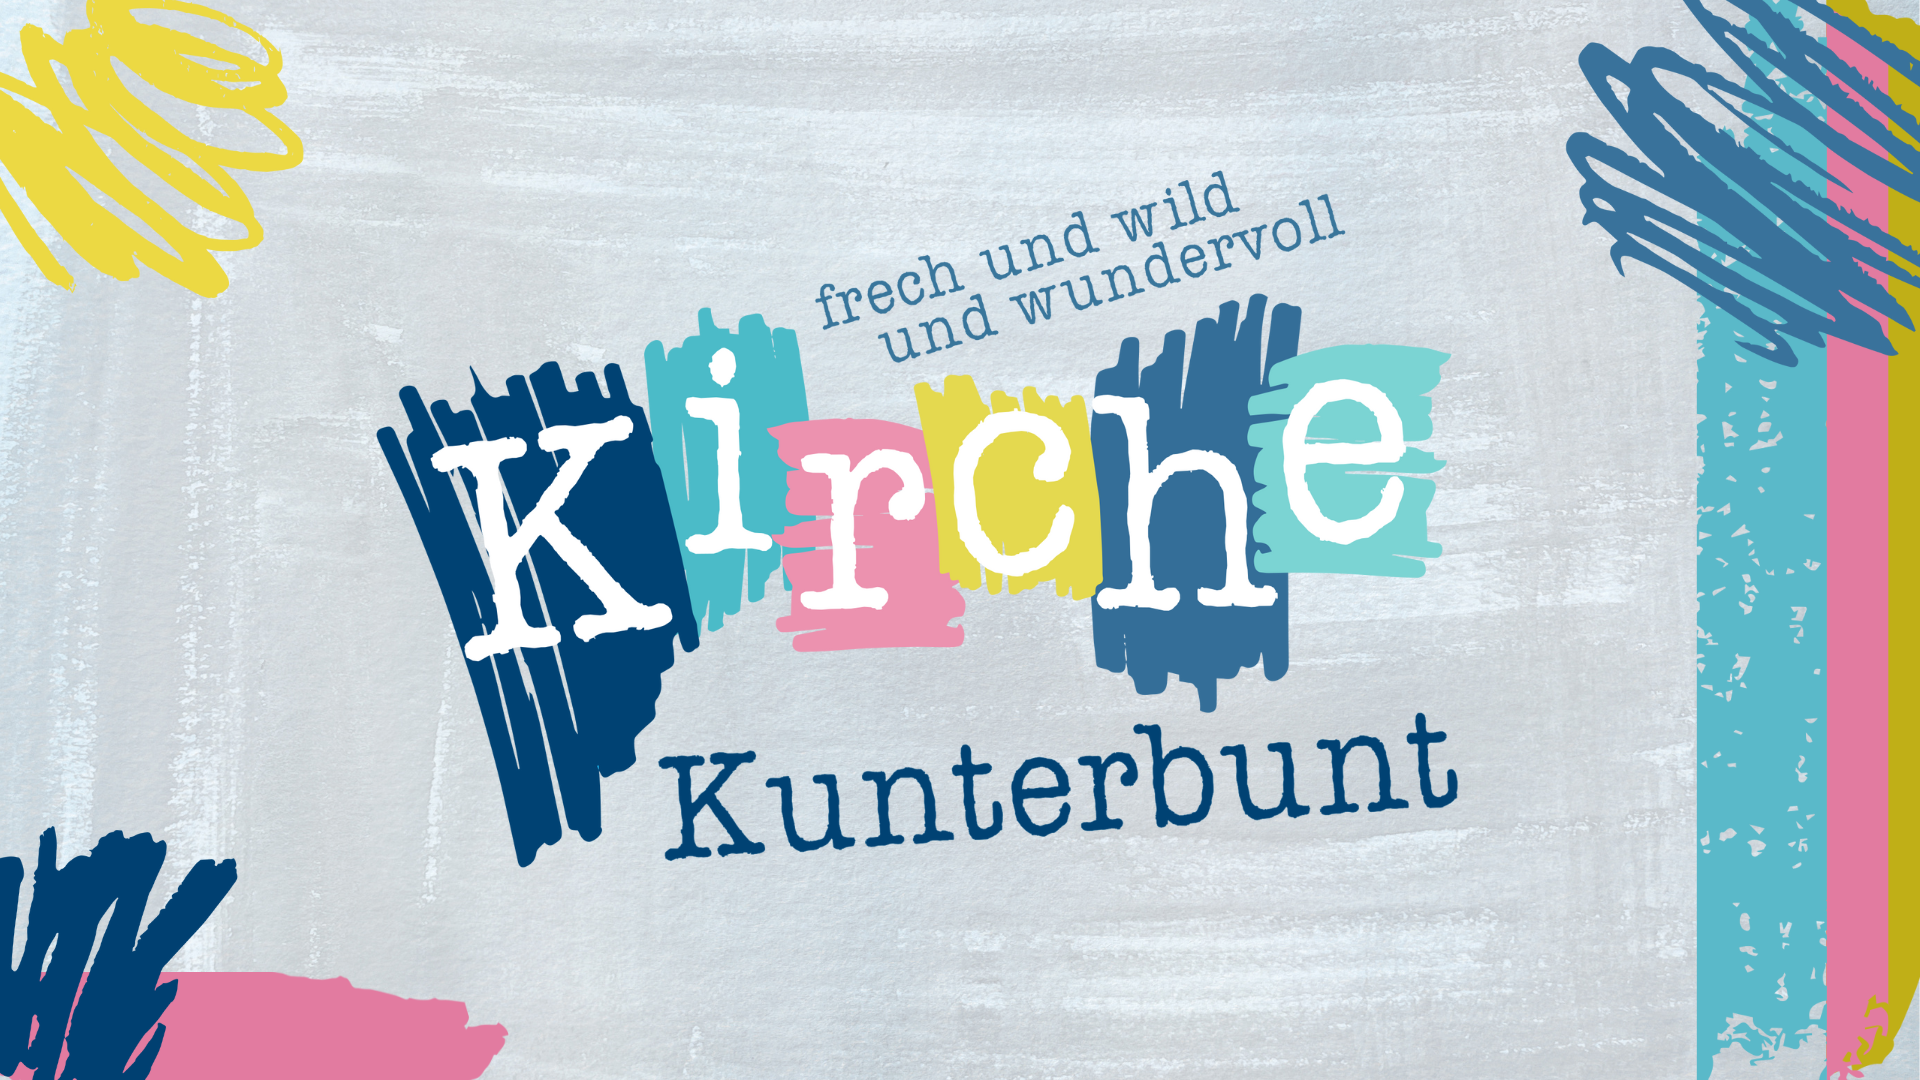 frech und wild
und wundervoll
Kirche
Kunterbunt